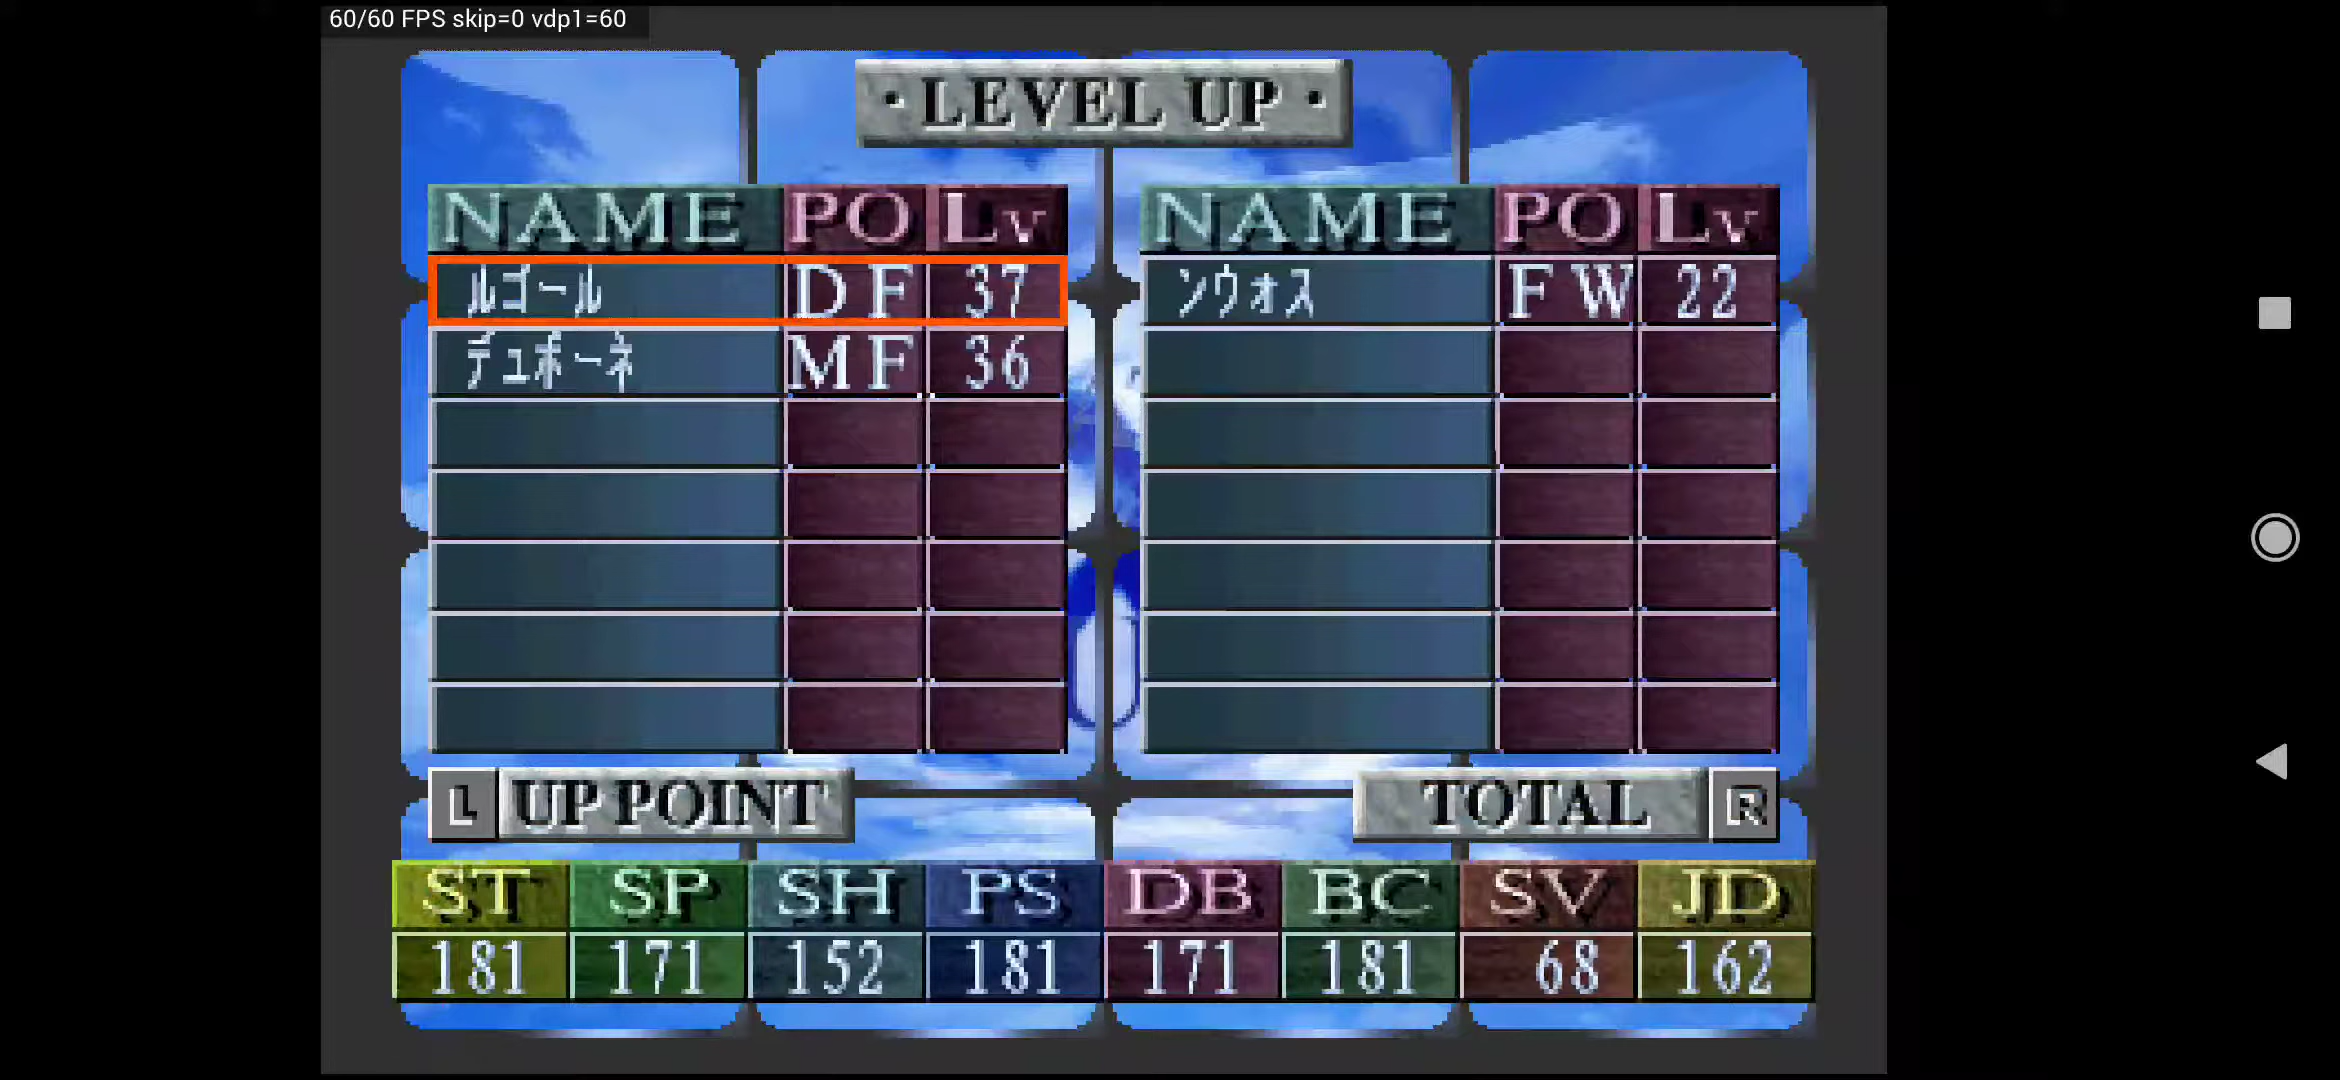 60/60 FPS skip=0 vdp1=60
・LEVEL UP・
NAME PO Lv NAME PO Lv
ルゴール DF 37 ンウォス FW 22
デュボーネ MF 36
L UP POINT TOTAL R
ST SP SH PS DB BC SV JD
181 171 152 181 171 181 68 162